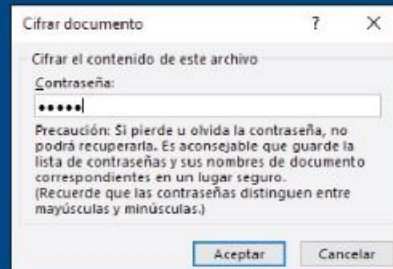 Cifrar documento ? ×
Cifrar el contenido de este archivo
Contraseña:
•••••
Precaución: Si pierde u olvida la contraseña, no
podrá recuperarla. Es aconsejable que guarde la
lista de contraseñas y sus nombres de documento
correspondientes en un lugar seguro.
(Recuerde que las contraseñas distinguen entre
mayúsculas y minúsculas.)
Aceptar Cancelar